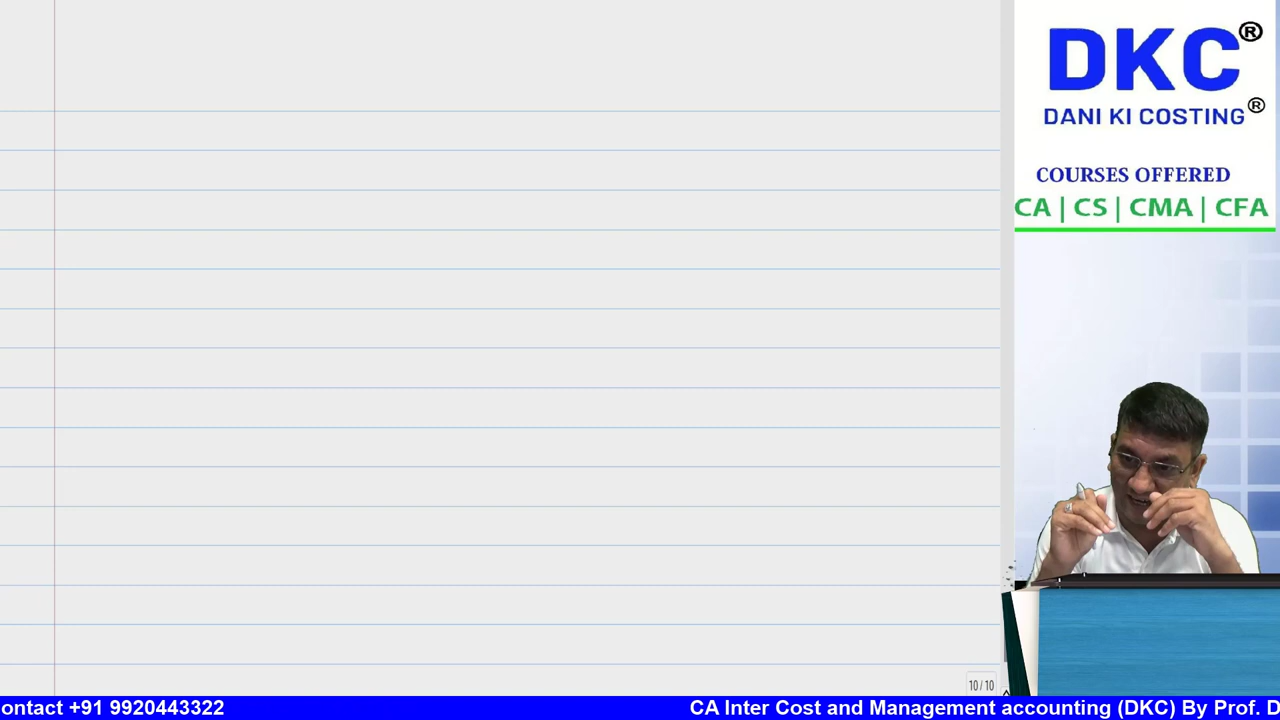 DKC®
DANI KI COSTING®
COURSES OFFERED
CA | CS | CMA | CFA
10/10
ontact +91 9920443322
CA Inter Cost and Management accounting (DKC) By Prof. D